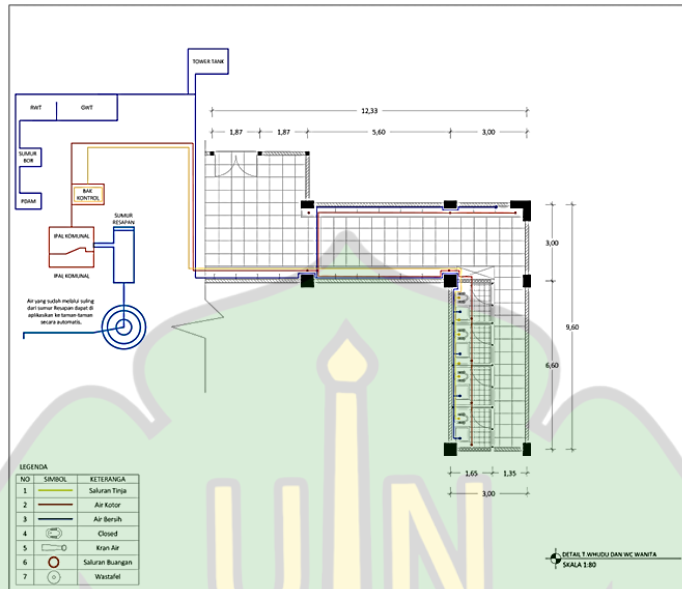 TOWER TANK
RWT
GWT
SUMUR
BOR
PDAM
BAK
KONTROL
SUMUR
RESAPAN
IPAL KOMUNAL
IPAL KOMUNAL
Air yang sudah melalui suling
dari sumur Resapan dapat di
aplikasikan ke taman-taman
secara automatis.
12,33
1,87
1,87
5,60
3,00
3,00
9,60
6,60
1,65
1,35
3,00
LEGENDA
NO SIMBOL KETERANGA
1 Saluran Tinja
2 Air Kotor
3 Air Bersih
4 Closed
5 Kran Air
6 Saluran Buangan
7 Wastafel
DETAIL T. WHUDU DAN WC WANITA
SKALA 1:80
UIN